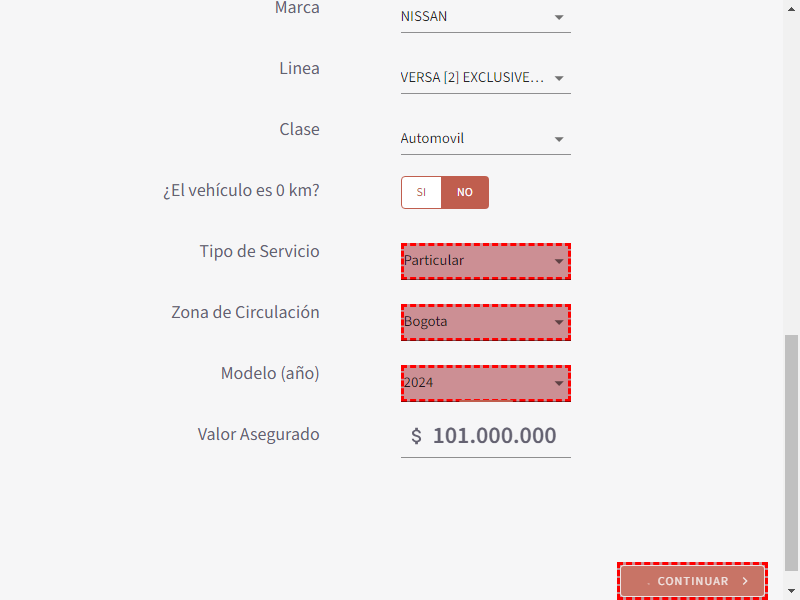 Marca
NISSAN
Linea
VERSA [2] EXCLUSIVE...
Clase
Automovil
¿El vehículo es 0 km?
SI
NO
Tipo de Servicio
Particular
Zona de Circulación
Bogota
Modelo (año)
2024
Valor Asegurado
$ 101.000.000
CONTINUAR